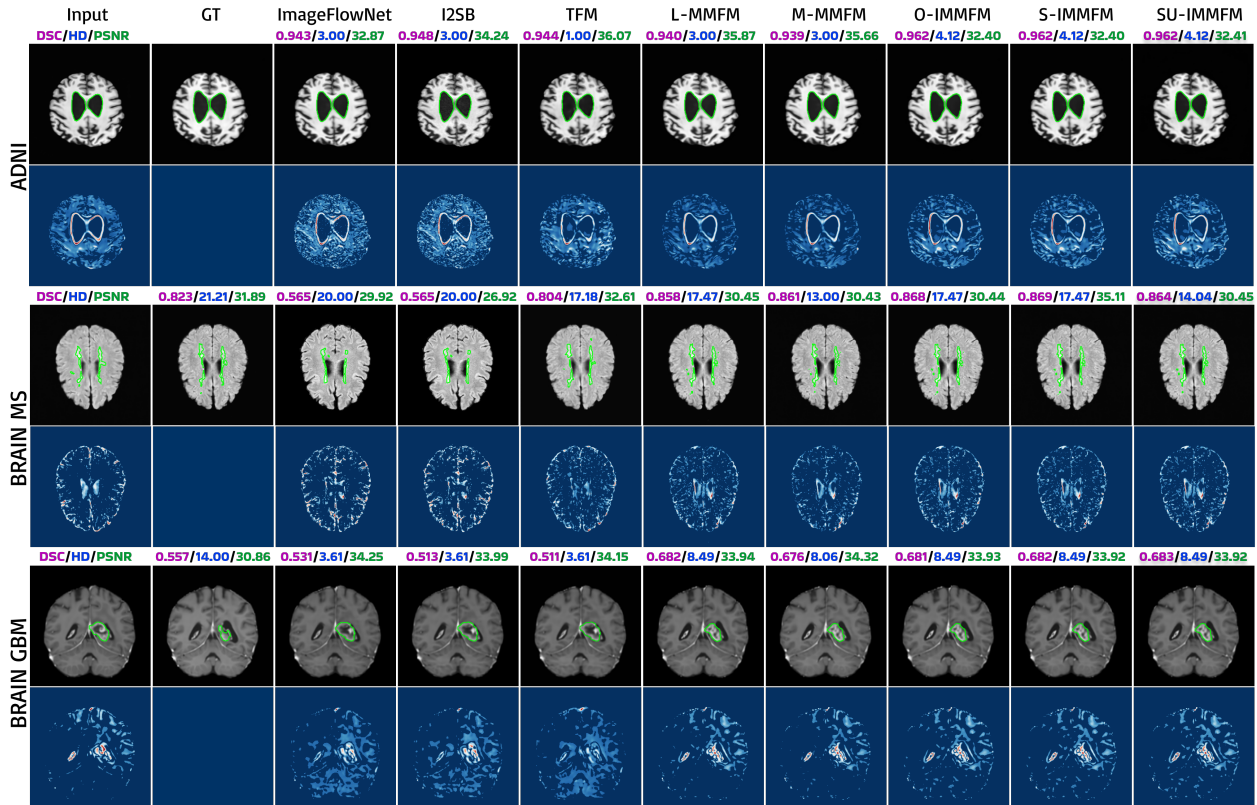 Input GT ImageFlowNet I2SB TFM L-MMFM M-MMFM O-IMMFM S-IMMFM SU-IMMFM
DSC/HD/PSNR 0.943/3.00/32.87 0.948/3.00/34.24 0.944/1.00/36.07 0.940/3.00/35.87 0.939/3.00/35.66 0.962/4.12/32.40 0.962/4.12/32.40 0.962/4.12/32.41
ADNI
DSC/HD/PSNR 0.823/21.21/31.89 0.565/20.00/29.92 0.565/20.00/26.92 0.804/17.18/32.61 0.858/17.47/30.45 0.861/13.00/30.43 0.868/17.47/30.44 0.869/17.47/35.11 0.864/14.04/30.45
BRAIN MS
DSC/HD/PSNR 0.557/14.00/30.86 0.531/3.61/34.25 0.513/3.61/33.99 0.511/3.61/34.15 0.682/8.49/33.94 0.676/8.06/34.32 0.681/8.49/33.93 0.682/8.49/33.92 0.683/8.49/33.92
BRAIN GBM